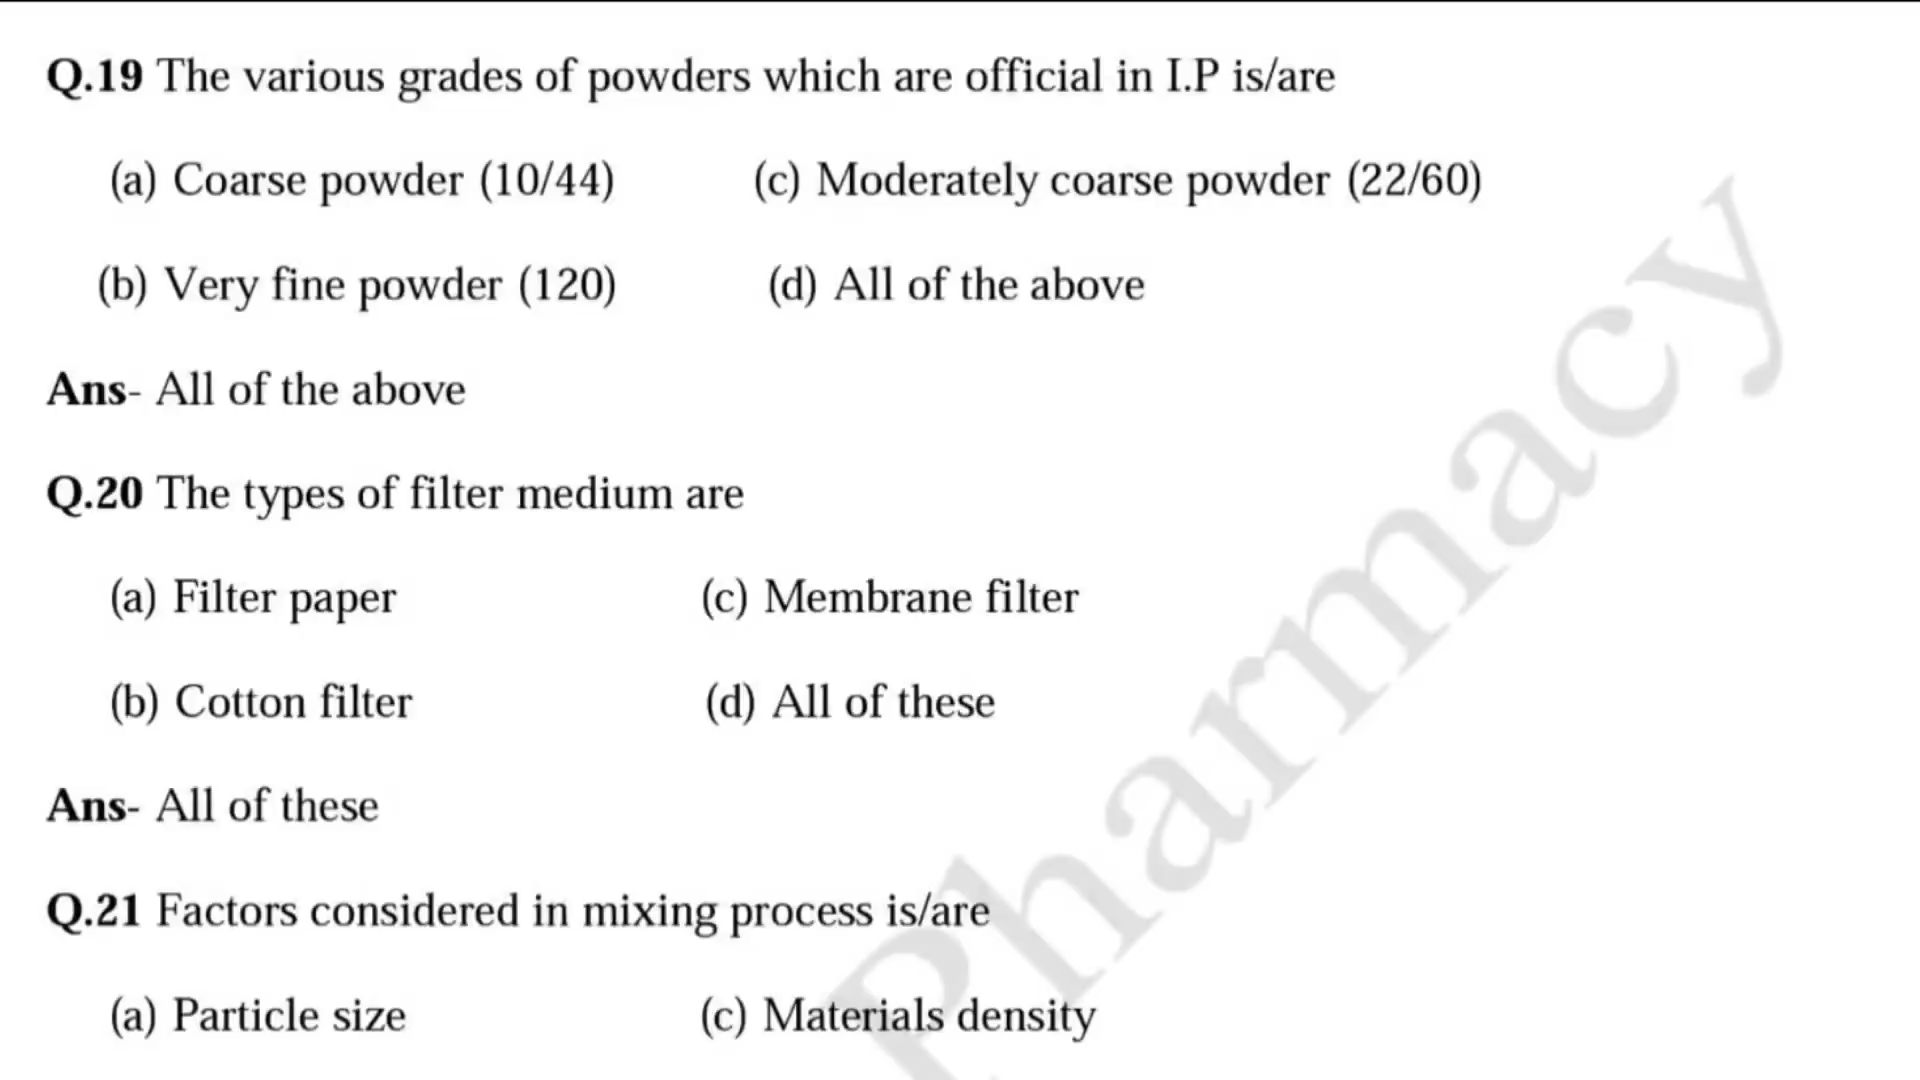 Q.19 The various grades of powders which are official in I.P is/are
(a) Coarse powder (10/44) (c) Moderately coarse powder (22/60)
(b) Very fine powder (120) (d) All of the above
Ans- All of the above
Q.20 The types of filter medium are
(a) Filter paper (c) Membrane filter
(b) Cotton filter (d) All of these
Ans- All of these
Q.21 Factors considered in mixing process is/are
(a) Particle size (c) Materials density
Pharmacy